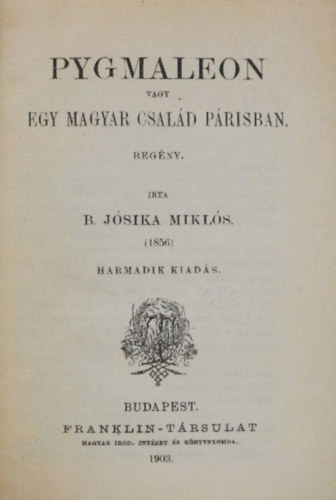 PYGMALEON
VAGY
EGY MAGYAR CSALÁD PÁRISBAN.
REGÉNY.
IRTA
B. JÓSIKA MIKLÓS.
(1856)
HARMADIK KIADÁS.
BUDAPEST.
FRANKLIN-TÁRSULAT
MAGYAR IROD. INTÉZET ÉS KÖNYVNYOMDA.
1903.